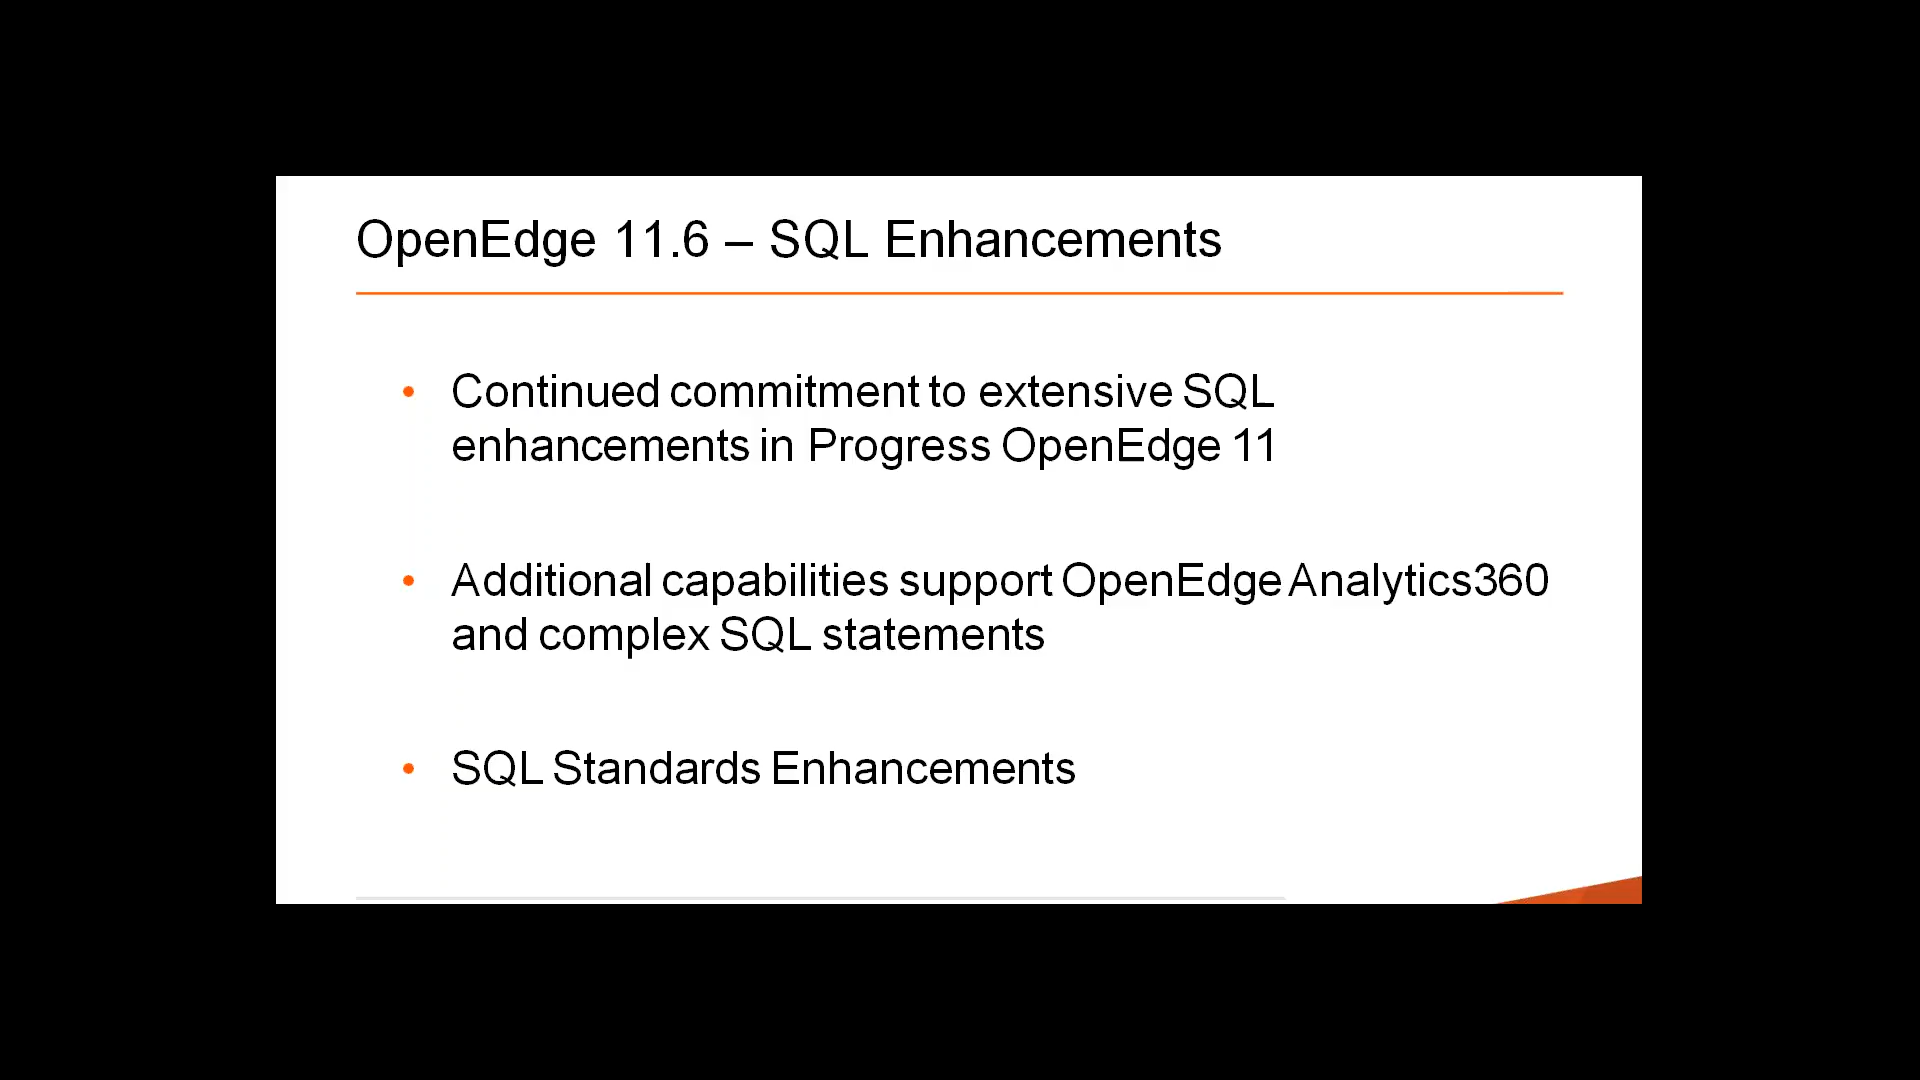 OpenEdge 11.6 – SQL Enhancements
• Continued commitment to extensive SQL
enhancements in Progress OpenEdge 11
• Additional capabilities support OpenEdge Analytics360
and complex SQL statements
• SQL Standards Enhancements